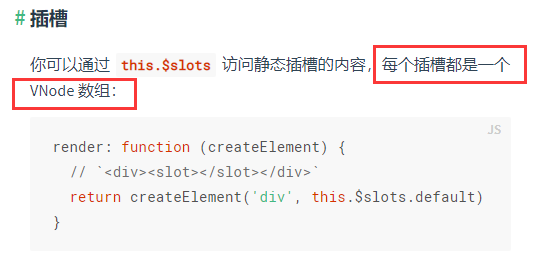 # 插槽
你可以通过 this.$slots 访问静态插槽的内容，每个插槽都是一个
VNode 数组：
JS
render: function (createElement) {
  // `<div><slot></slot></div>`
  return createElement('div', this.$slots.default)
}